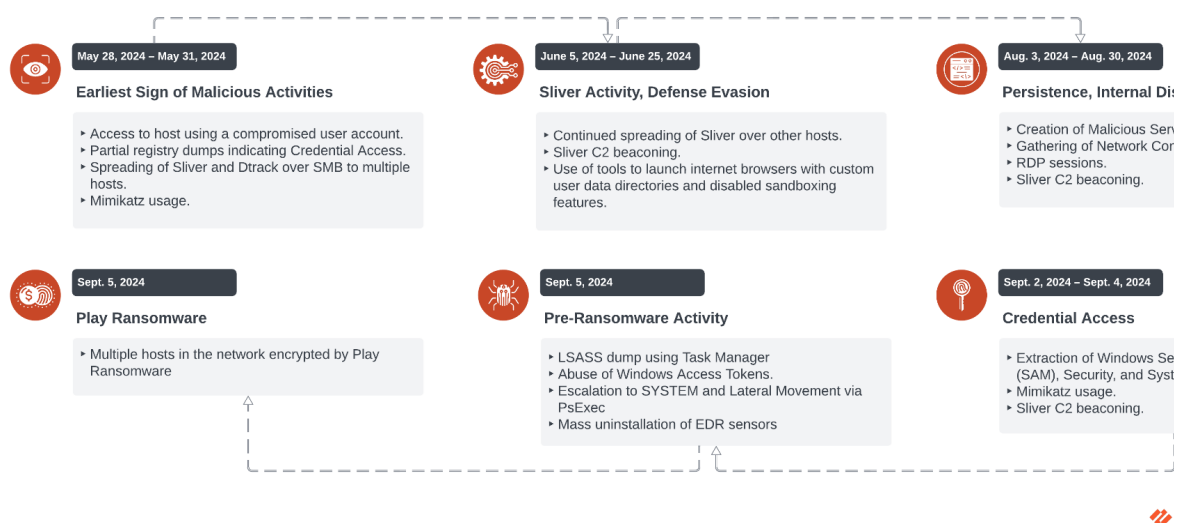 May 28, 2024 – May 31, 2024
Earliest Sign of Malicious Activities
‣ Access to host using a compromised user account.
‣ Partial registry dumps indicating Credential Access.
‣ Spreading of Sliver and Dtrack over SMB to multiple
hosts.
‣ Mimikatz usage.
June 5, 2024 – June 25, 2024
Sliver Activity, Defense Evasion
‣ Continued spreading of Sliver over other hosts.
‣ Sliver C2 beaconing.
‣ Use of tools to launch internet browsers with custom
user data directories and disabled sandboxing
features.
Aug. 3, 2024 – Aug. 30, 2024
Persistence, Internal
‣ Creation of Malicious
‣ Gathering of Network
‣ RDP sessions.
‣ Sliver C2 beaconing.
Sept. 5, 2024
Play Ransomware
‣ Multiple hosts in the network encrypted by Play
Ransomware
Sept. 5, 2024
Pre-Ransomware Activity
‣ LSASS dump using Task Manager
‣ Abuse of Windows Access Tokens.
‣ Escalation to SYSTEM and Lateral Movement via
PsExec
‣ Mass uninstallation of EDR sensors
Sept. 2, 2024 – Sept. 4, 2024
Credential Access
‣ Extraction of Windows
(SAM), Security, and
‣ Mimikatz usage.
‣ Sliver C2 beaconing.